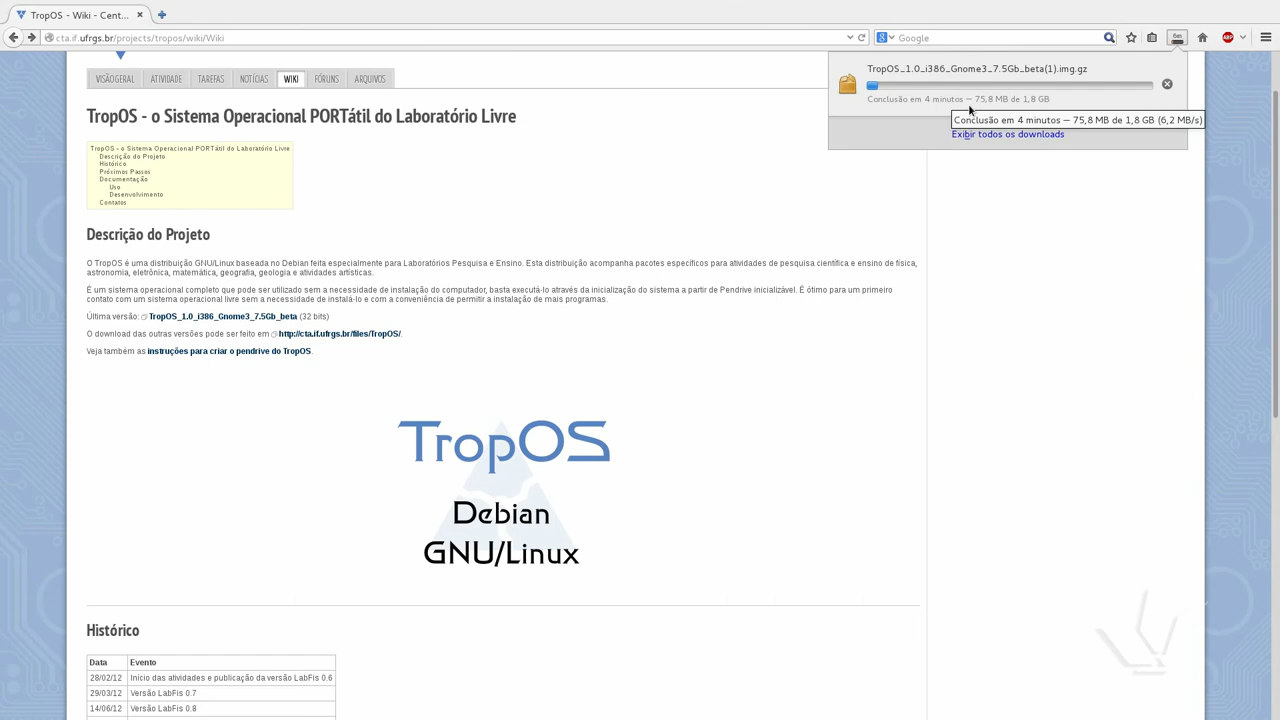 TropOS - Wiki - Cent...
cta.if.ufrgs.br/projects/tropos/wiki/Wiki
Google
0m
ABP
TropOS_1.0_i386_Gnome3_7.5Gb_beta(1).img.gz
Conclusão em 4 minutos — 75,8 MB de 1,8 GB
Conclusão em 4 minutos — 75,8 MB de 1,8 GB (6,2 MB/s)
Exibir todos os downloads
VISÃO GERAL
ATIVIDADE
TAREFAS
NOTÍCIAS
WIKI
FÓRUNS
ARQUIVOS
TropOS - o Sistema Operacional PORTátil do Laboratório Livre
TropOS - o Sistema Operacional PORTátil do Laboratório Livre
Descrição do Projeto
Histórico
Próximos Passos
Documentação
Uso
Desenvolvimento
Contatos
Descrição do Projeto
O TropOS é uma distribuição GNU/Linux baseada no Debian feita especialmente para Laboratórios Pesquisa e Ensino. Esta distribuição acompanha pacotes específicos para atividades de pesquisa científica e ensino de física,
astronomia, eletrônica, matemática, geografia, geologia e atividades artísticas.
É um sistema operacional completo que pode ser utilizado sem a necessidade de instalação do computador, basta executá-lo através da inicialização do sistema a partir de Pendrive inicializável. É ótimo para um primeiro
contato com um sistema operacional livre sem a necessidade de instalá-lo e com a conveniência de permitir a instalação de mais programas.
Última versão: TropOS_1.0_i386_Gnome3_7.5Gb_beta (32 bits)
O download das outras versões pode ser feito em http://cta.if.ufrgs.br/files/TropOS/.
Veja também as instruções para criar o pendrive do TropOS.
TropOS
Debian
GNU/Linux
Histórico
Data Evento
28/02/12 Início das atividades e publicação da versão LabFis 0.6
29/03/12 Versão LabFis 0.7
14/06/12 Versão LabFis 0.8